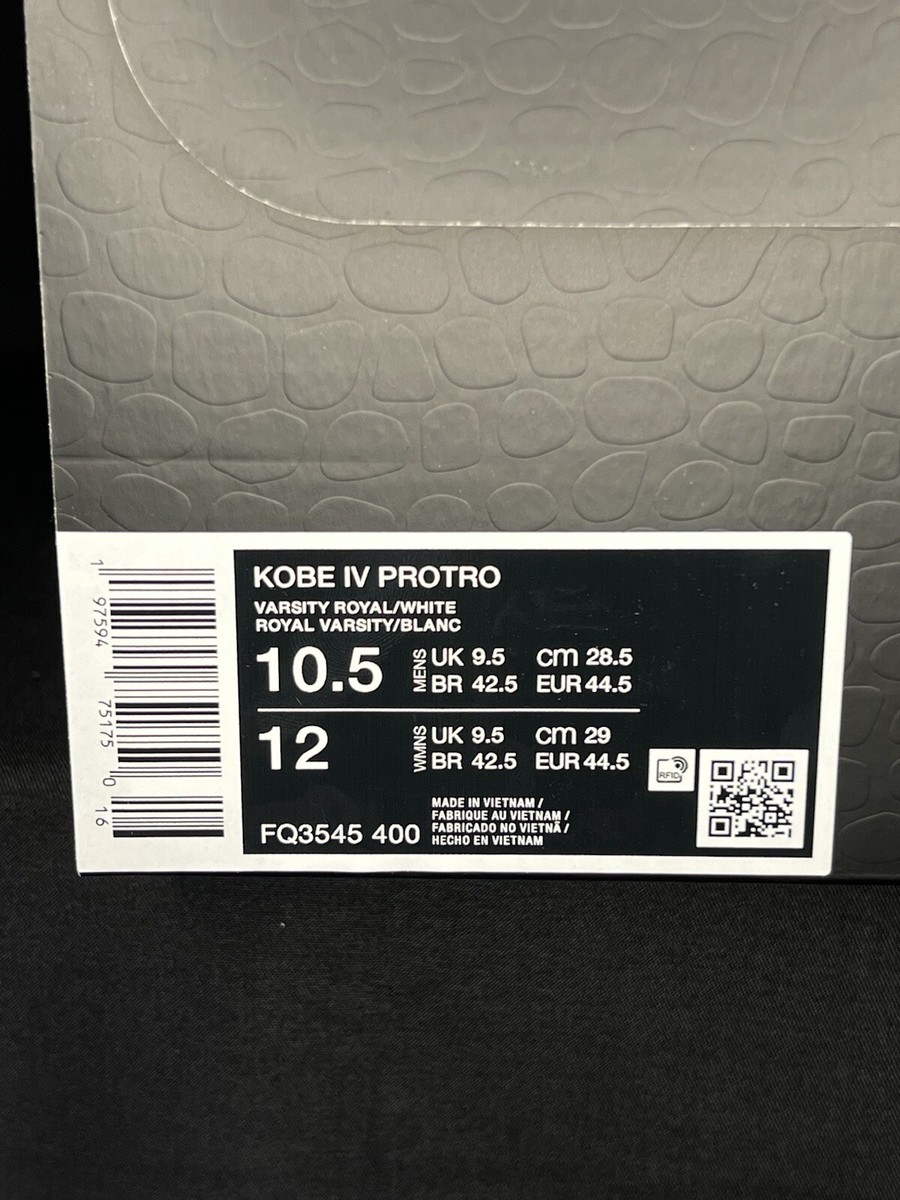 KOBE IV PROTRO
VARSITY ROYAL/WHITE
ROYAL VARSITY/BLANC
10.5 MENS UK 9.5 CM 28.5
BR 42.5 EUR 44.5
12 WMNS UK 9.5 CM 29
BR 42.5 EUR 44.5
RFID
FQ3545 400
MADE IN VIETNAM /
FABRIQUE AU VIETNAM /
FABRICADO NO VIETNÃ /
HECHO EN VIETNAM
1 97594 75175 0 16